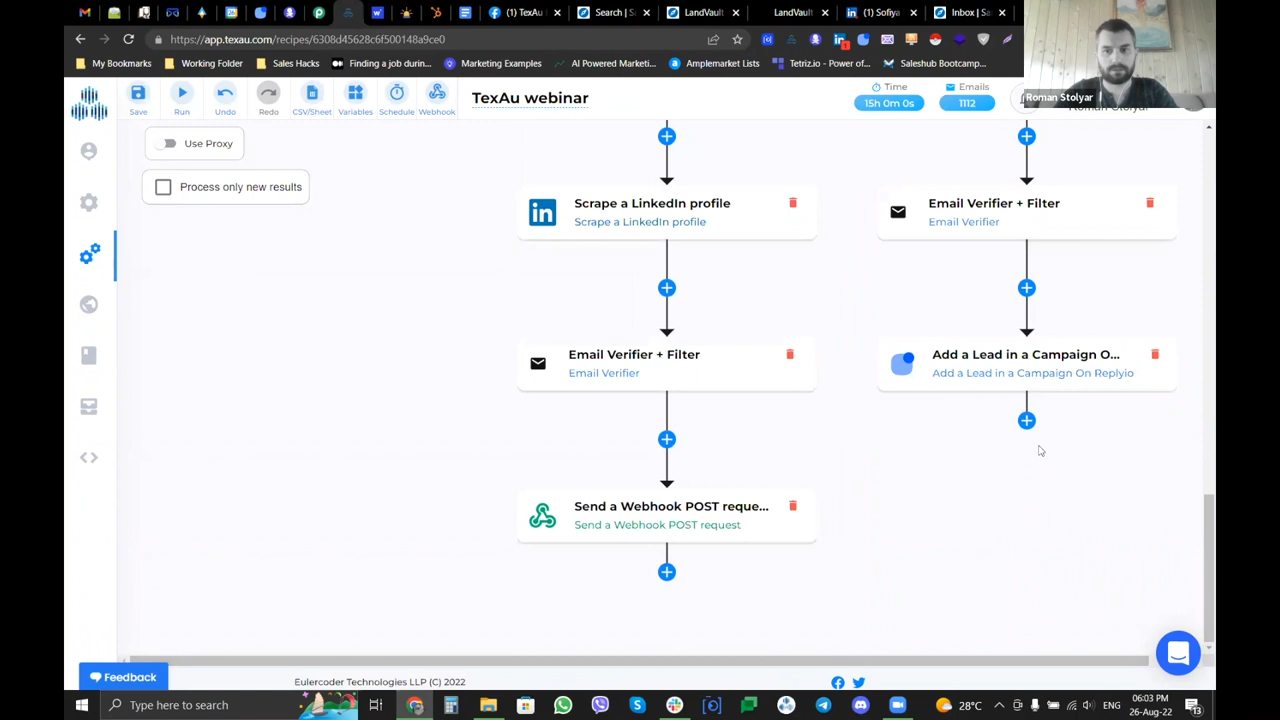 (1) TexAu
Search | S
LandVault
LandVault
(1) Sofiya
Inbox | Sa
https://app.texau.com/recipes/6308d45628c6f500148a9ce0
My Bookmarks
Working Folder
Sales Hacks
Finding a job durin...
Marketing Examples
AI Powered Marketi...
Amplemarket Lists
Tetriz.io - Power of...
Saleshub Bootcamp...
Roman Stolyar
Save
Run
Undo
Redo
CSV/Sheet
Variables
Schedule
Webhook
TexAu webinar
Time
15h 0m 0s
Emails
1112
Use Proxy
Process only new results
Scrape a LinkedIn profile
Scrape a LinkedIn profile
Email Verifier + Filter
Email Verifier
Email Verifier + Filter
Email Verifier
Add a Lead in a Campaign O...
Add a Lead in a Campaign On Replyio
Send a Webhook POST reque...
Send a Webhook POST request
Feedback
Eulercoder Technologies LLP (C) 2022
Type here to search
28°C
ENG
06:03 PM
26-Aug-22
13